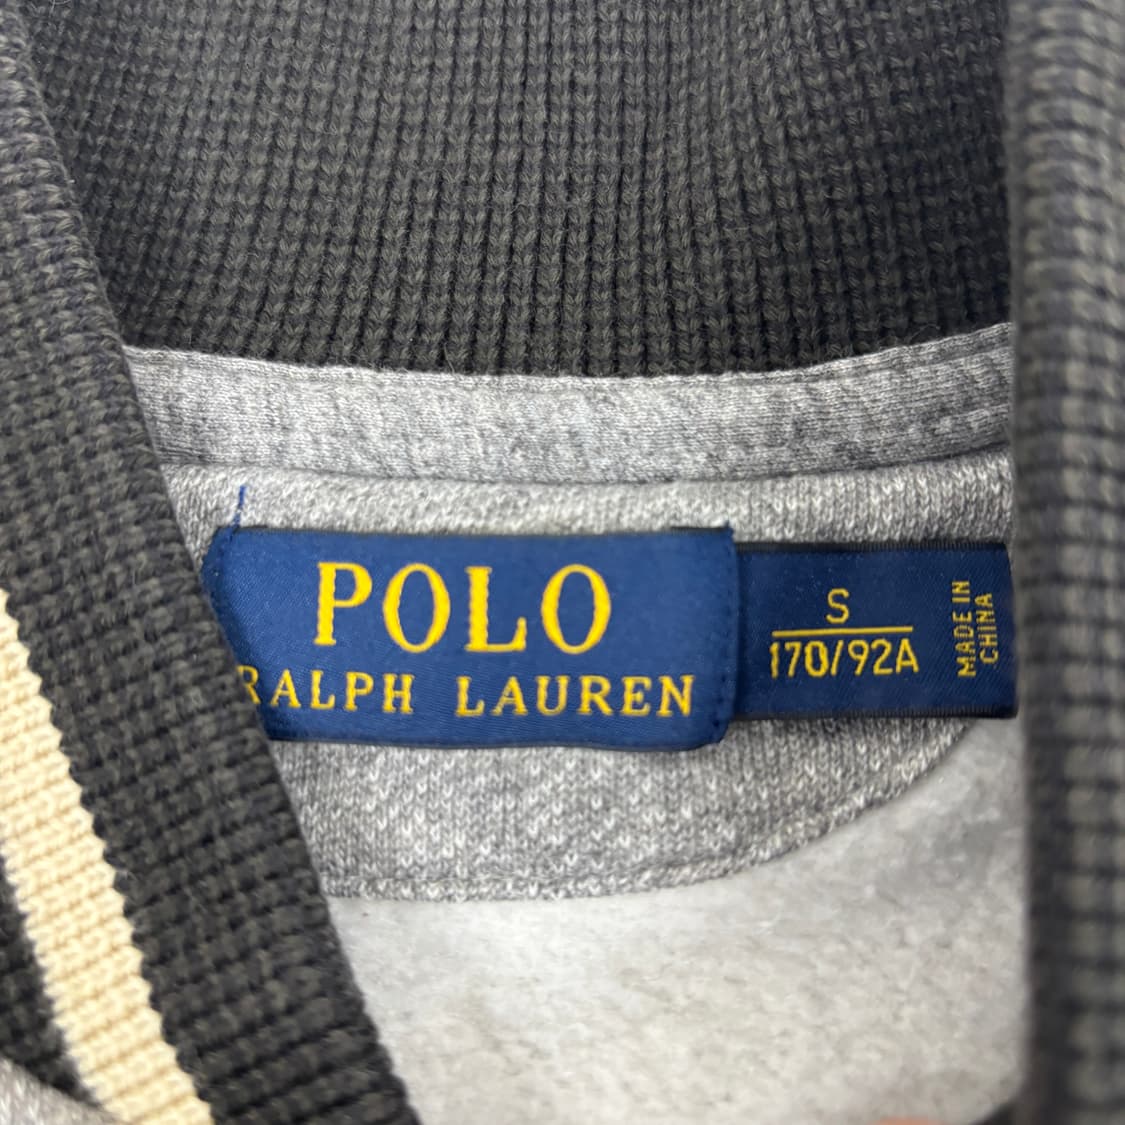 POLO
RALPH LAUREN
S
170/92A
MADE IN
CHINA